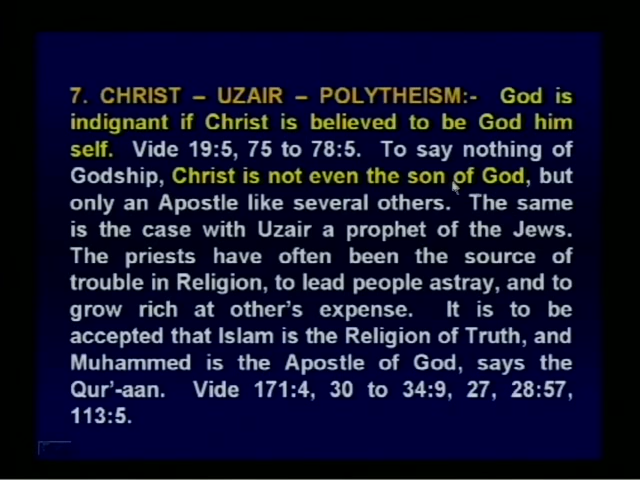 7. CHRIST – UZAIR – POLYTHEISM:- God is
indignant if Christ is believed to be God him
self. Vide 19:5, 75 to 78:5. To say nothing of
Godship, Christ is not even the son of God, but
only an Apostle like several others. The same
is the case with Uzair a prophet of the Jews.
The priests have often been the source of
trouble in Religion, to lead people astray, and to
grow rich at other's expense. It is to be
accepted that Islam is the Religion of Truth, and
Muhammed is the Apostle of God, says the
Qur'-aan. Vide 171:4, 30 to 34:9, 27, 28:57,
113:5.